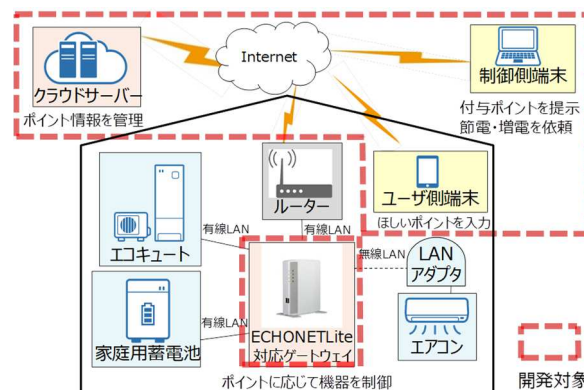 Internet
クラウドサーバー
ポイント情報を管理
制御側端末
付与ポイントを提示
節電・増電を依頼
ルーター
ユーザ側端末
ほしいポイントを入力
エコキュート
有線LAN
有線LAN
無線LAN
LAN
アダプタ
家庭用蓄電池
有線LAN
ECHONETLite
対応ゲートウェイ
エアコン
ポイントに応じて機器を制御
開発対象